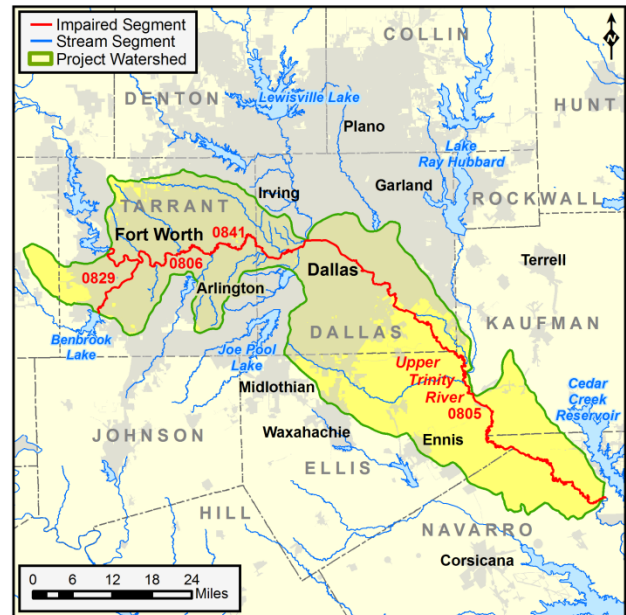 Impaired Segment
Stream Segment
Project Watershed
N
COLLIN
DENTON
Lewisville Lake
HUNT
Plano
Lake
Ray Hubbard
Irving
Garland
ROCKWALL
TARRANT
Fort Worth
0841
0806
0829
Dallas
Terrell
Arlington
DALLAS
KAUFMAN
Benbrook
Lake
Joe Pool
Lake
Upper
Trinity
River
0805
Midlothian
Cedar
Creek
Reservoir
JOHNSON
Waxahachie
Ennis
ELLIS
HILL
NAVARRO
Corsicana
0 6 12 18 24
Miles